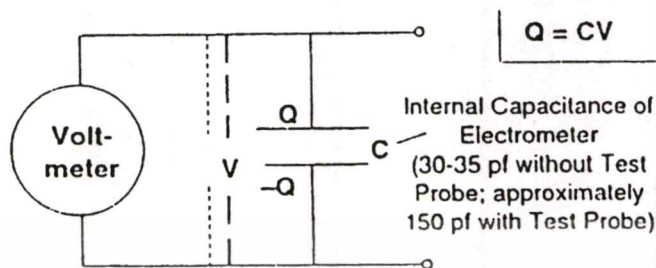 Q = CV
Volt-
meter
V
Q
–Q
C
Internal Capacitance of
Electrometer
(30-35 pf without Test
Probe; approximately
150 pf with Test Probe)